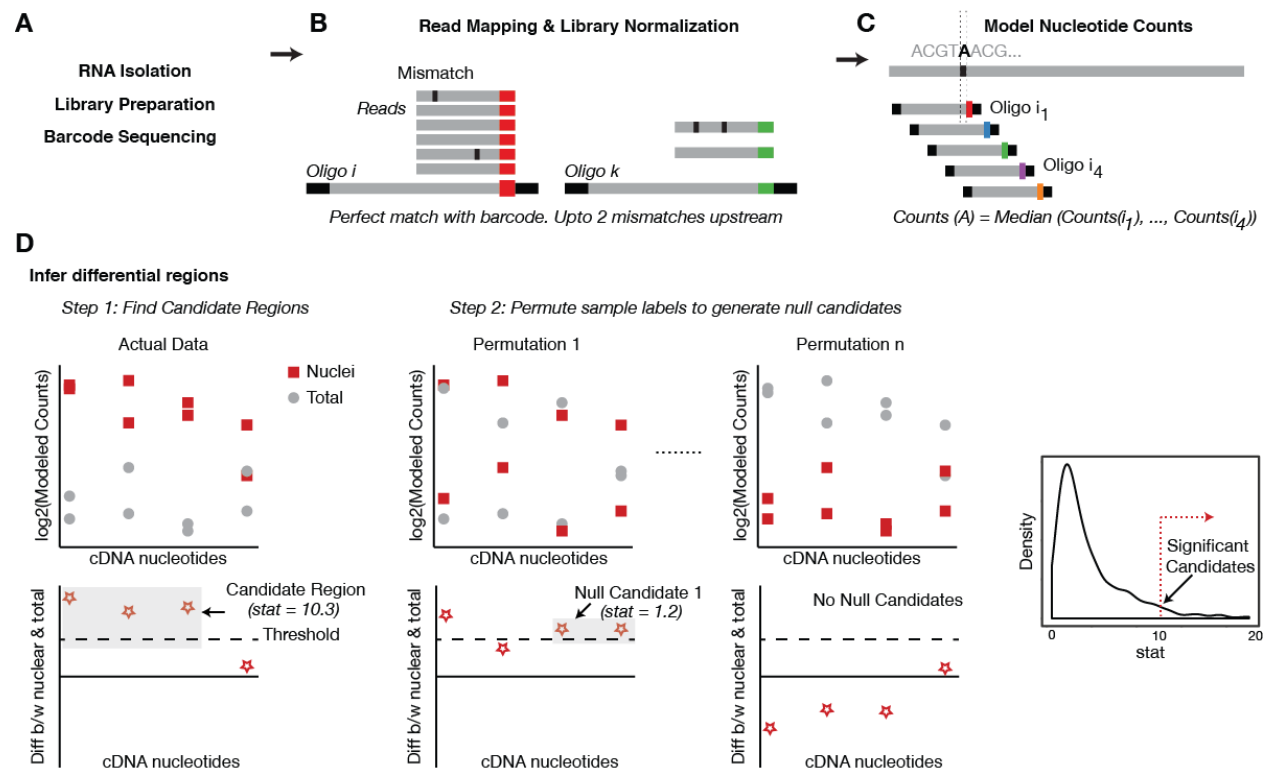 A
RNA Isolation
Library Preparation
Barcode Sequencing
B
Read Mapping & Library Normalization
Mismatch
Reads
Oligo i
Oligo k
Perfect match with barcode. Upto 2 mismatches upstream
C
Model Nucleotide Counts
ACGTAACG...
Oligo i1
Oligo i4
Counts (A) = Median (Counts(i1), ..., Counts(i4))
D
Infer differential regions
Step 1: Find Candidate Regions
Step 2: Permute sample labels to generate null candidates
Actual Data
Nuclei
Total
log2(Modeled Counts)
cDNA nucleotides
Permutation 1
log2(Modeled Counts)
cDNA nucleotides
Permutation n
log2(Modeled Counts)
cDNA nucleotides
Diff b/w nuclear & total
Candidate Region
(stat = 10.3)
Threshold
cDNA nucleotides
Diff b/w nuclear & total
Null Candidate 1
(stat = 1.2)
cDNA nucleotides
Diff b/w nuclear & total
No Null Candidates
cDNA nucleotides
Density
Significant
Candidates
0 10 20
stat